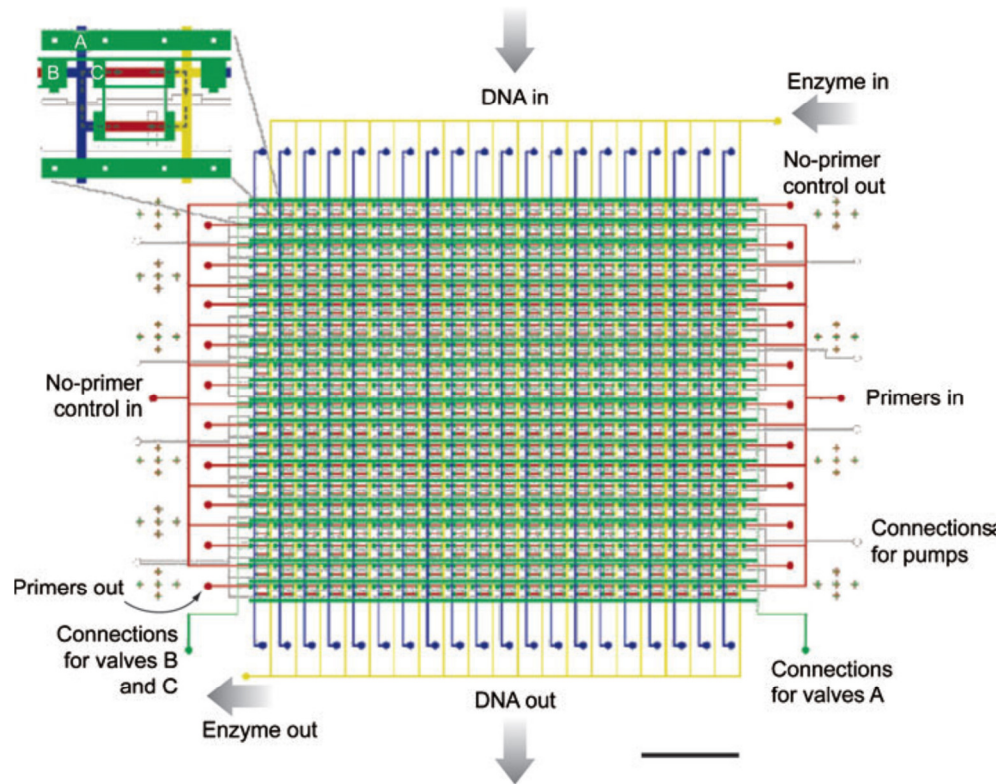 A
B
C
DNA in
Enzyme in
No-primer
control out
No-primer
control in
Primers in
Connections
for pumps
Primers out
Connections
for valves B
and C
Connections
for valves A
Enzyme out
DNA out